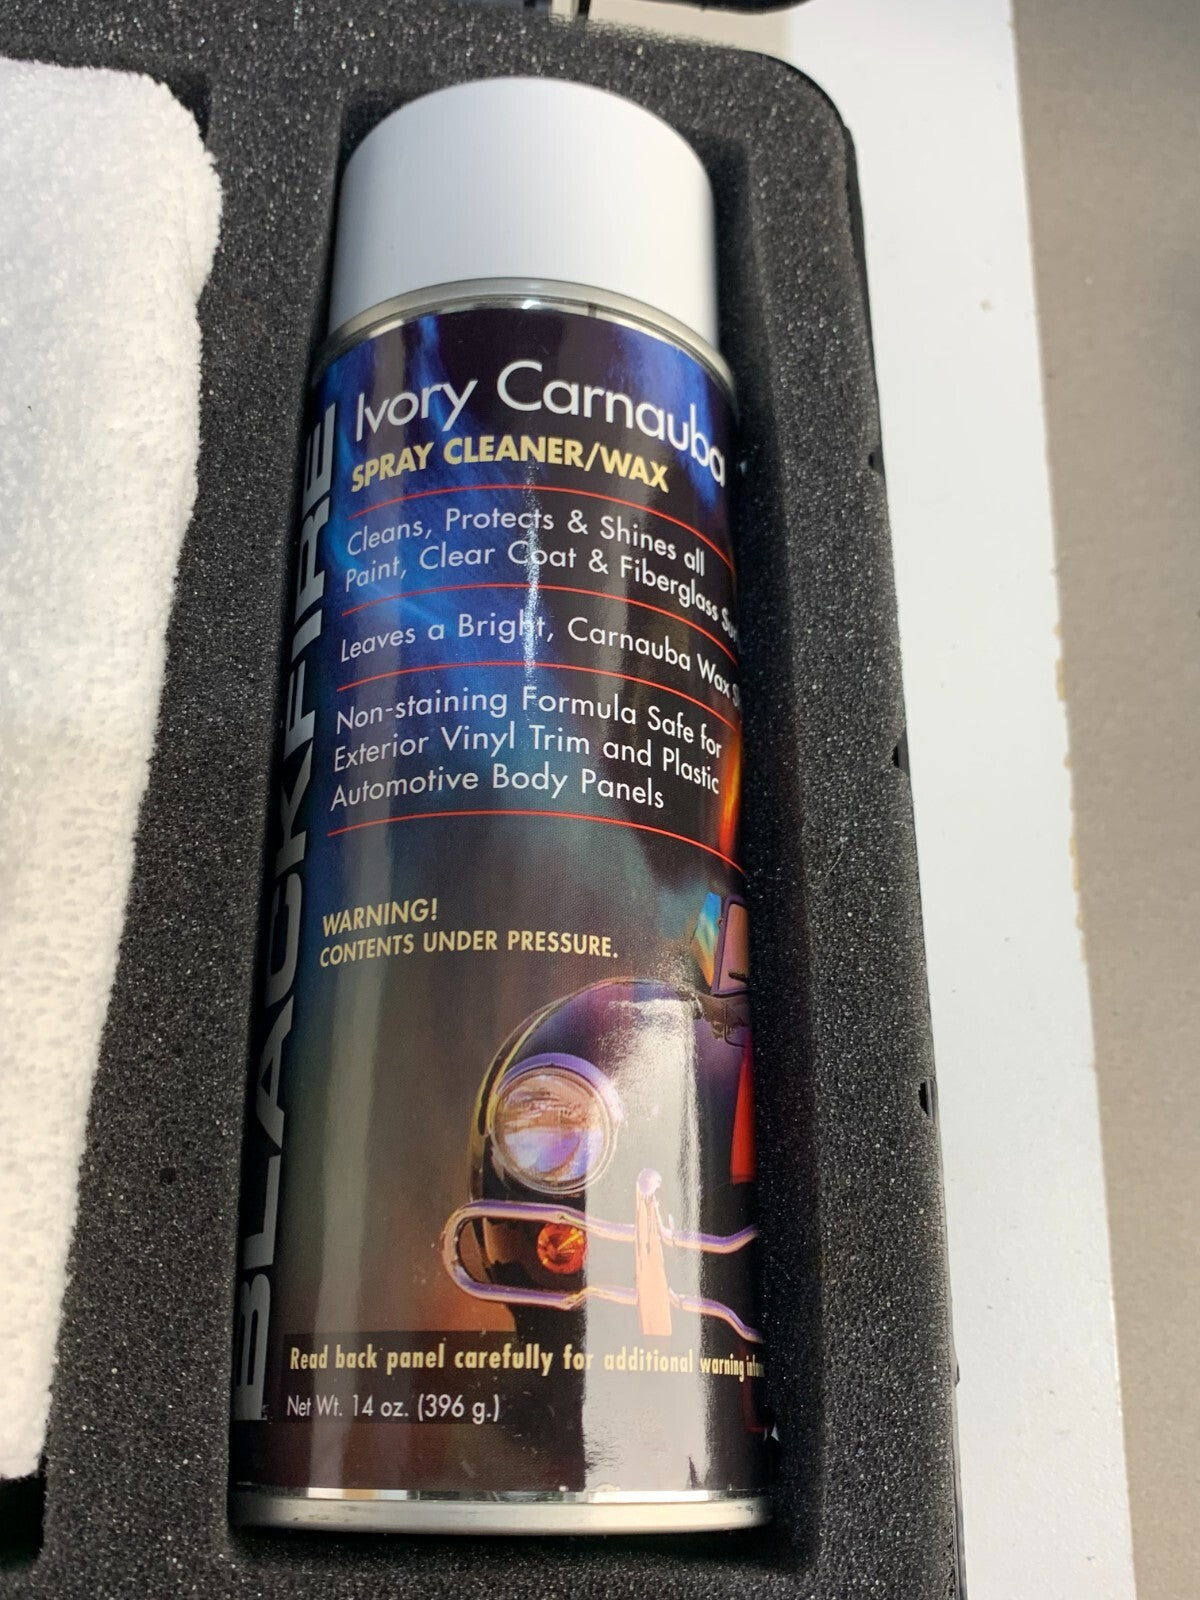 BLACKFIRE
Ivory Carnauba
SPRAY CLEANER/WAX
Cleans, Protects & Shines all
Paint, Clear Coat & Fiberglass
Leaves a Bright, Carnauba Wax
Non-staining Formula Safe for
Exterior Vinyl Trim and Plastic
Automotive Body Panels
WARNING!
CONTENTS UNDER PRESSURE.
Read back panel carefully for additional warning
Net Wt. 14 oz. (396 g.)